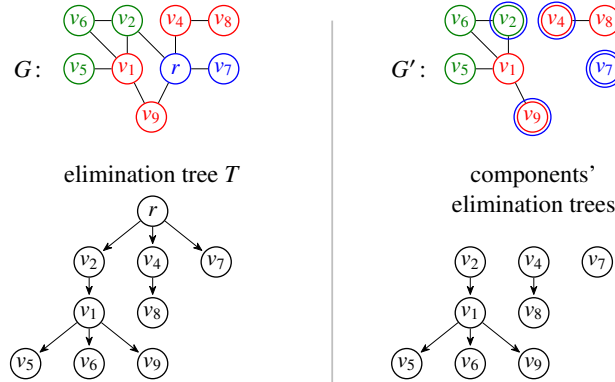 v6 v2 v4 v8
G: v5 v1 r v7
v9
elimination tree T
r
v2 v4 v7
v1 v8
v5 v6 v9
v6 v2 v4 v8
G′: v5 v1 v7
v9
components’
elimination trees
v2 v4 v7
v1 v8
v5 v6 v9